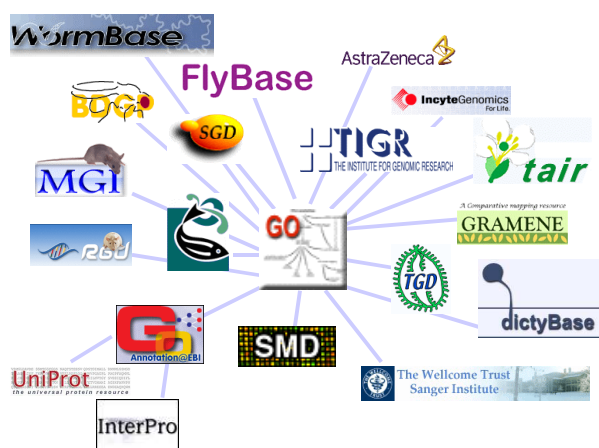 WormBase
AstraZeneca
FlyBase
BDGP
IncyteGenomics
For Life.
SGD
TIGR
THE INSTITUTE FOR GENOMIC RESEARCH
tair
MGI
A Comparative mapping resource
GRAMENE
GO
RGD
TGD
dictyBase
GO
Annotation@EBI
SMD
UniProt
the universal protein resource
The Wellcome Trust
Sanger Institute
InterPro